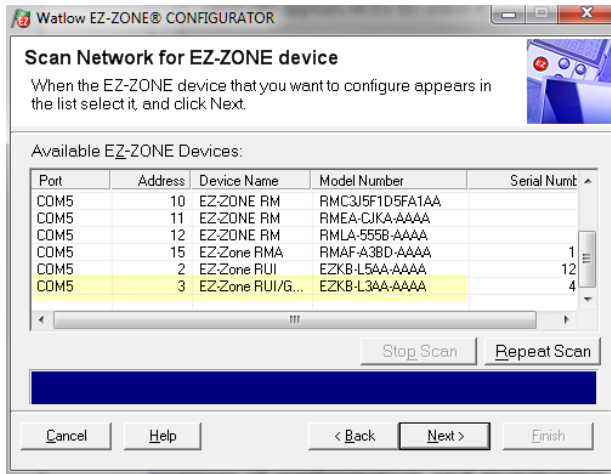 Watlow EZ-ZONE® CONFIGURATOR
Scan Network for EZ-ZONE device
When the EZ-ZONE device that you want to configure appears in
the list select it, and click Next.
Available EZ-ZONE Devices:
Port Address Device Name Model Number Serial Numb
COM5 10 EZ-ZONE RM RMC3J5F1D5FA1AA
COM5 11 EZ-ZONE RM RMEA-CJKA-AAAA
COM5 12 EZ-ZONE RM RMLA-555B-AAAA
COM5 15 EZ-Zone RMA RMAF-A3BD-AAAA 1
COM5 2 EZ-Zone RUI EZKB-L5AA-AAAA 12
COM5 3 EZ-Zone RUI/G... EZKB-L3AA-AAAA 4
Stop Scan Repeat Scan
Cancel Help < Back Next > Finish